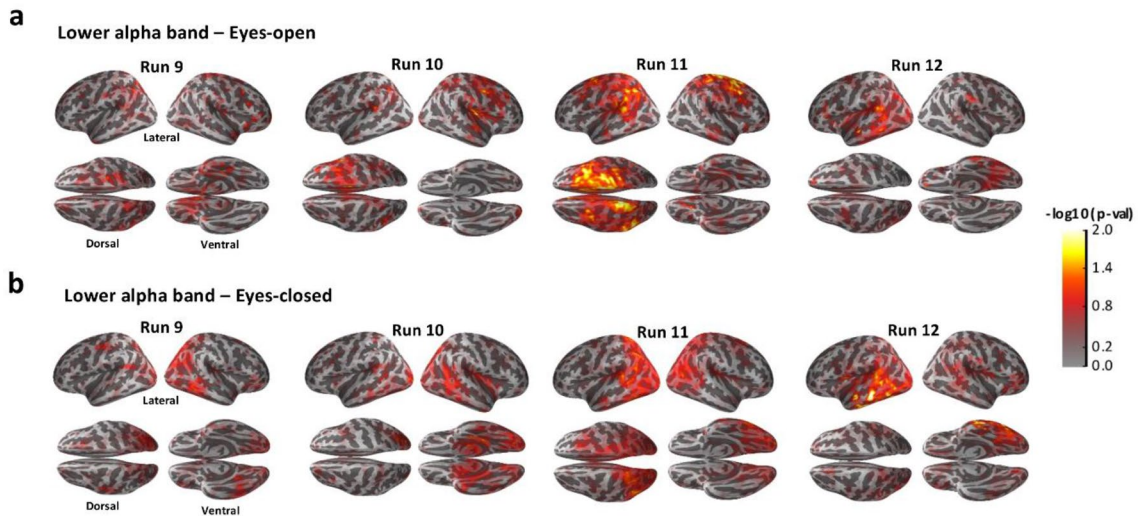 a
Lower alpha band – Eyes-open
Run 9
Run 10
Run 11
Run 12
Lateral
Dorsal
Ventral
-log10(p-val)
2.0
1.4
0.8
0.2
0.0
b
Lower alpha band – Eyes-closed
Run 9
Run 10
Run 11
Run 12
Lateral
Dorsal
Ventral